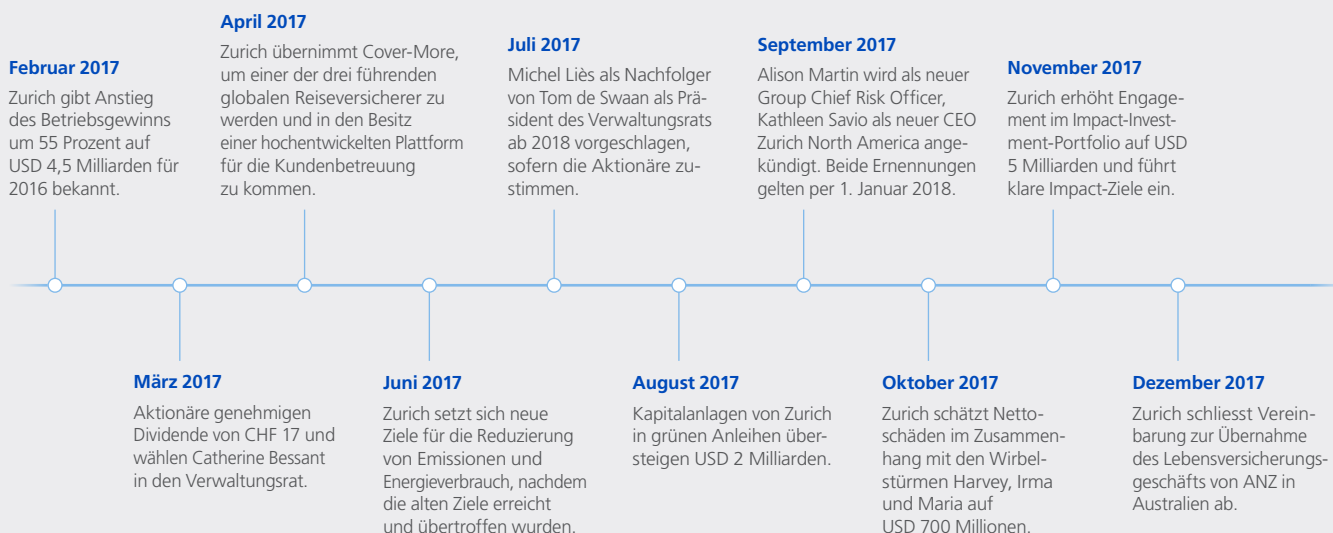 Februar 2017
Zurich gibt Anstieg
des Betriebsgewinns
um 55 Prozent auf
USD 4,5 Milliarden für
2016 bekannt.
März 2017
Aktionäre genehmigen
Dividende von CHF 17 und
wählen Catherine Bessant
in den Verwaltungsrat.
April 2017
Zurich übernimmt Cover-More,
um einer der drei führenden
globalen Reiseversicherer zu
werden und in den Besitz
einer hochentwickelten Plattform
für die Kundenbetreuung
zu kommen.
Juni 2017
Zurich setzt sich neue
Ziele für die Reduzierung
von Emissionen und
Energieverbrauch, nachdem
die alten Ziele erreicht
und übertroffen wurden.
Juli 2017
Michel Liès als Nachfolger
von Tom de Swaan als Prä-
sident des Verwaltungsrats
ab 2018 vorgeschlagen,
sofern die Aktionäre zu-
stimmen.
August 2017
Kapitalanlagen von Zurich
in grünen Anleihen über-
steigen USD 2 Milliarden.
September 2017
Alison Martin wird als neuer
Group Chief Risk Officer,
Kathleen Savio als neuer CEO
Zurich North America ange-
kündigt. Beide Ernennungen
gelten per 1. Januar 2018.
Oktober 2017
Zurich schätzt Netto-
schäden im Zusammen-
hang mit den Wirbel-
stürmen Harvey, Irma
und Maria auf
USD 700 Millionen.
November 2017
Zurich erhöht Engage-
ment im Impact-Invest-
ment-Portfolio auf USD
5 Milliarden und führt
klare Impact-Ziele ein.
Dezember 2017
Zurich schliesst Verein-
barung zur Übernahme
des Lebensversicherungs-
geschäfts von ANZ in
Australien ab.